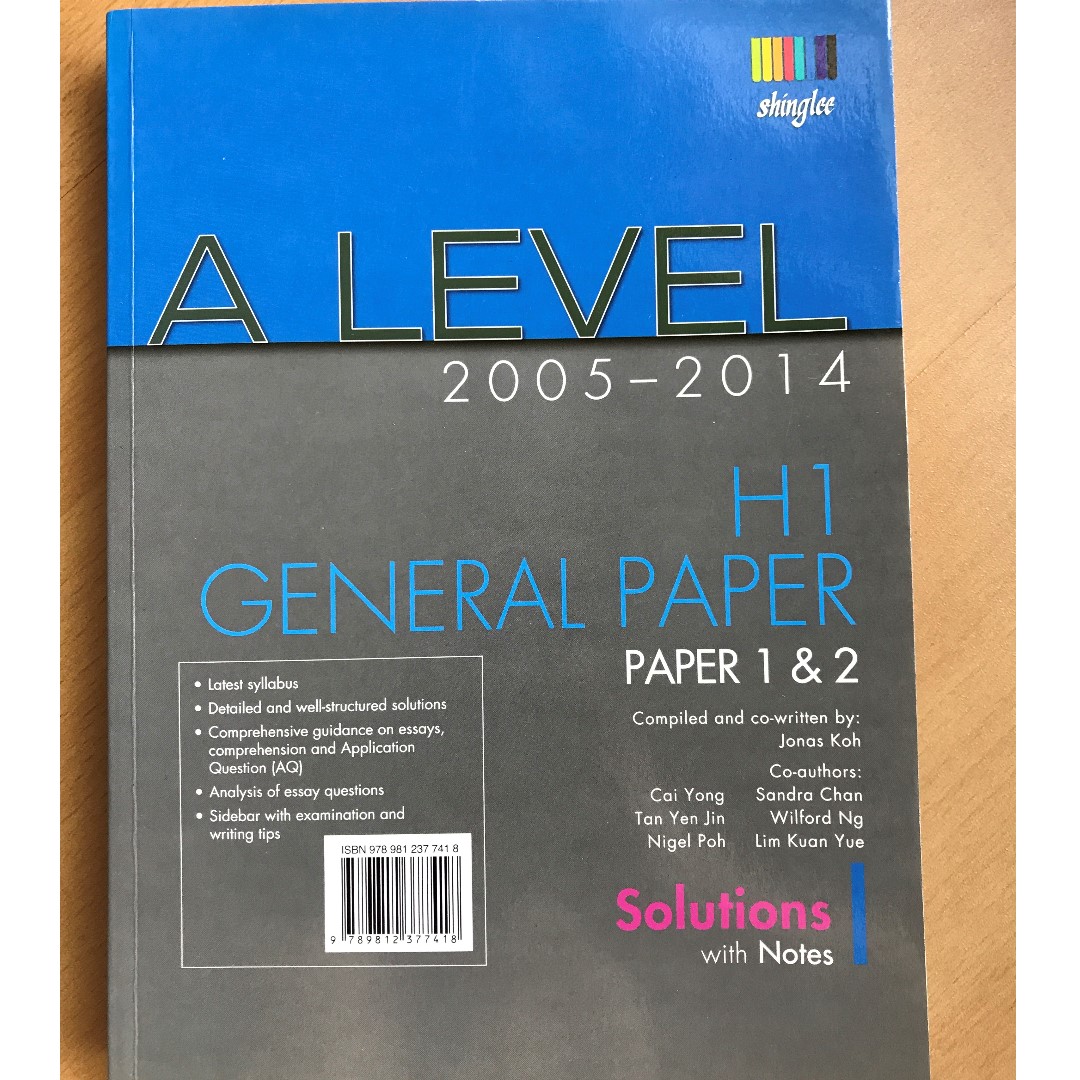 shinglee
A LEVEL
2005–2014
H1
GENERAL PAPER
PAPER 1 & 2
Compiled and co-written by:
Jonas Koh
Co-authors:
Cai Yong Sandra Chan
Tan Yen Jin Wilford Ng
Nigel Poh Lim Kuan Yue
• Latest syllabus
• Detailed and well-structured solutions
• Comprehensive guidance on essays,
comprehension and Application
Question (AQ)
• Analysis of essay questions
• Sidebar with examination and
writing tips
ISBN 978 981 237 741 8
9 789812 377418
Solutions
with Notes